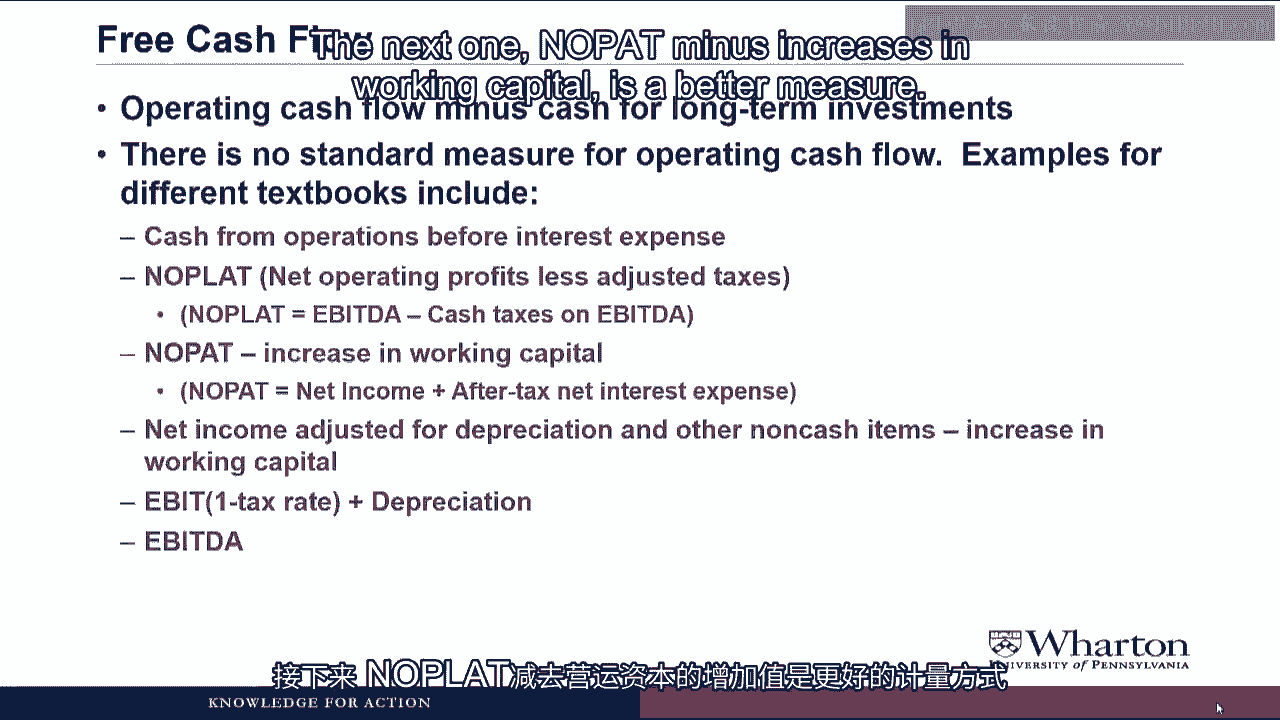 Free Cash Flow
The next one, NOPAT minus increases in
working capital, is a better measure.
• Operating cash flow minus cash for long-term investments
• There is no standard measure for operating cash flow. Examples for
different textbooks include:
– Cash from operations before interest expense
– NOPLAT (Net operating profits less adjusted taxes)
• (NOPLAT = EBITDA – Cash taxes on EBITDA)
– NOPAT – increase in working capital
• (NOPAT = Net Income + After-tax net interest expense)
– Net income adjusted for depreciation and other noncash items – increase in
working capital
– EBIT(1-tax rate) + Depreciation
– EBITDA
Wharton
UNIVERSITY of PENNSYLVANIA
接下来 NOPLAT减去营运资本的增加值是更好的计量方式
KNOWLEDGE FOR ACTION